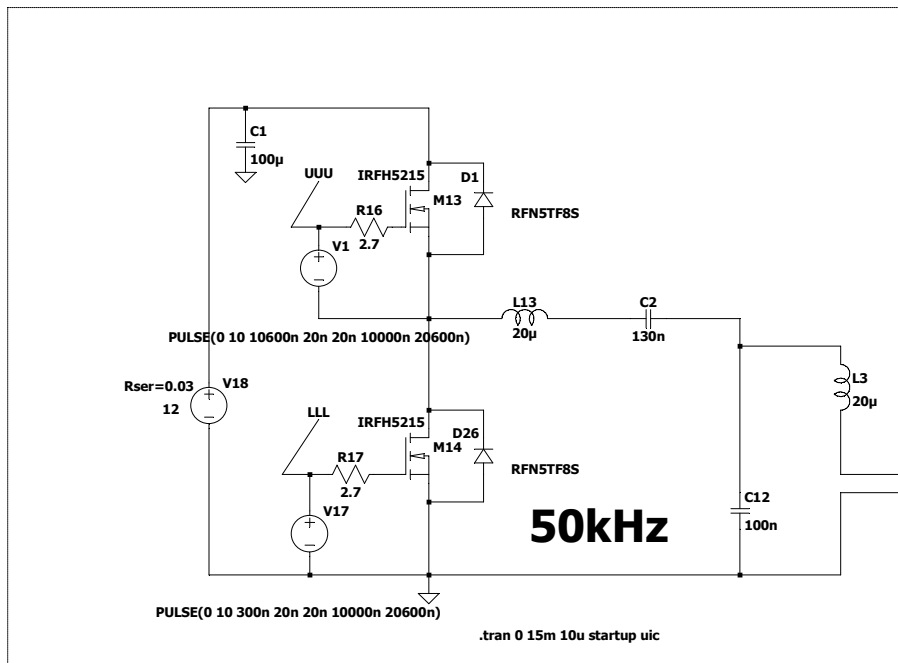 C1
100µ
UUU
IRFH5215
D1
R16
M13
2.7
RFN5TF8S
V1
L13
C2
PULSE(0 10 10600n 20n 20n 10000n 20600n)
20µ
130n
L3
20µ
Rser=0.03
V18
12
LLL
IRFH5215
D26
M14
R17
2.7
RFN5TF8S
V17
C12
100n
50kHz
PULSE(0 10 300n 20n 20n 10000n 20600n)
.tran 0 15m 10u startup uic